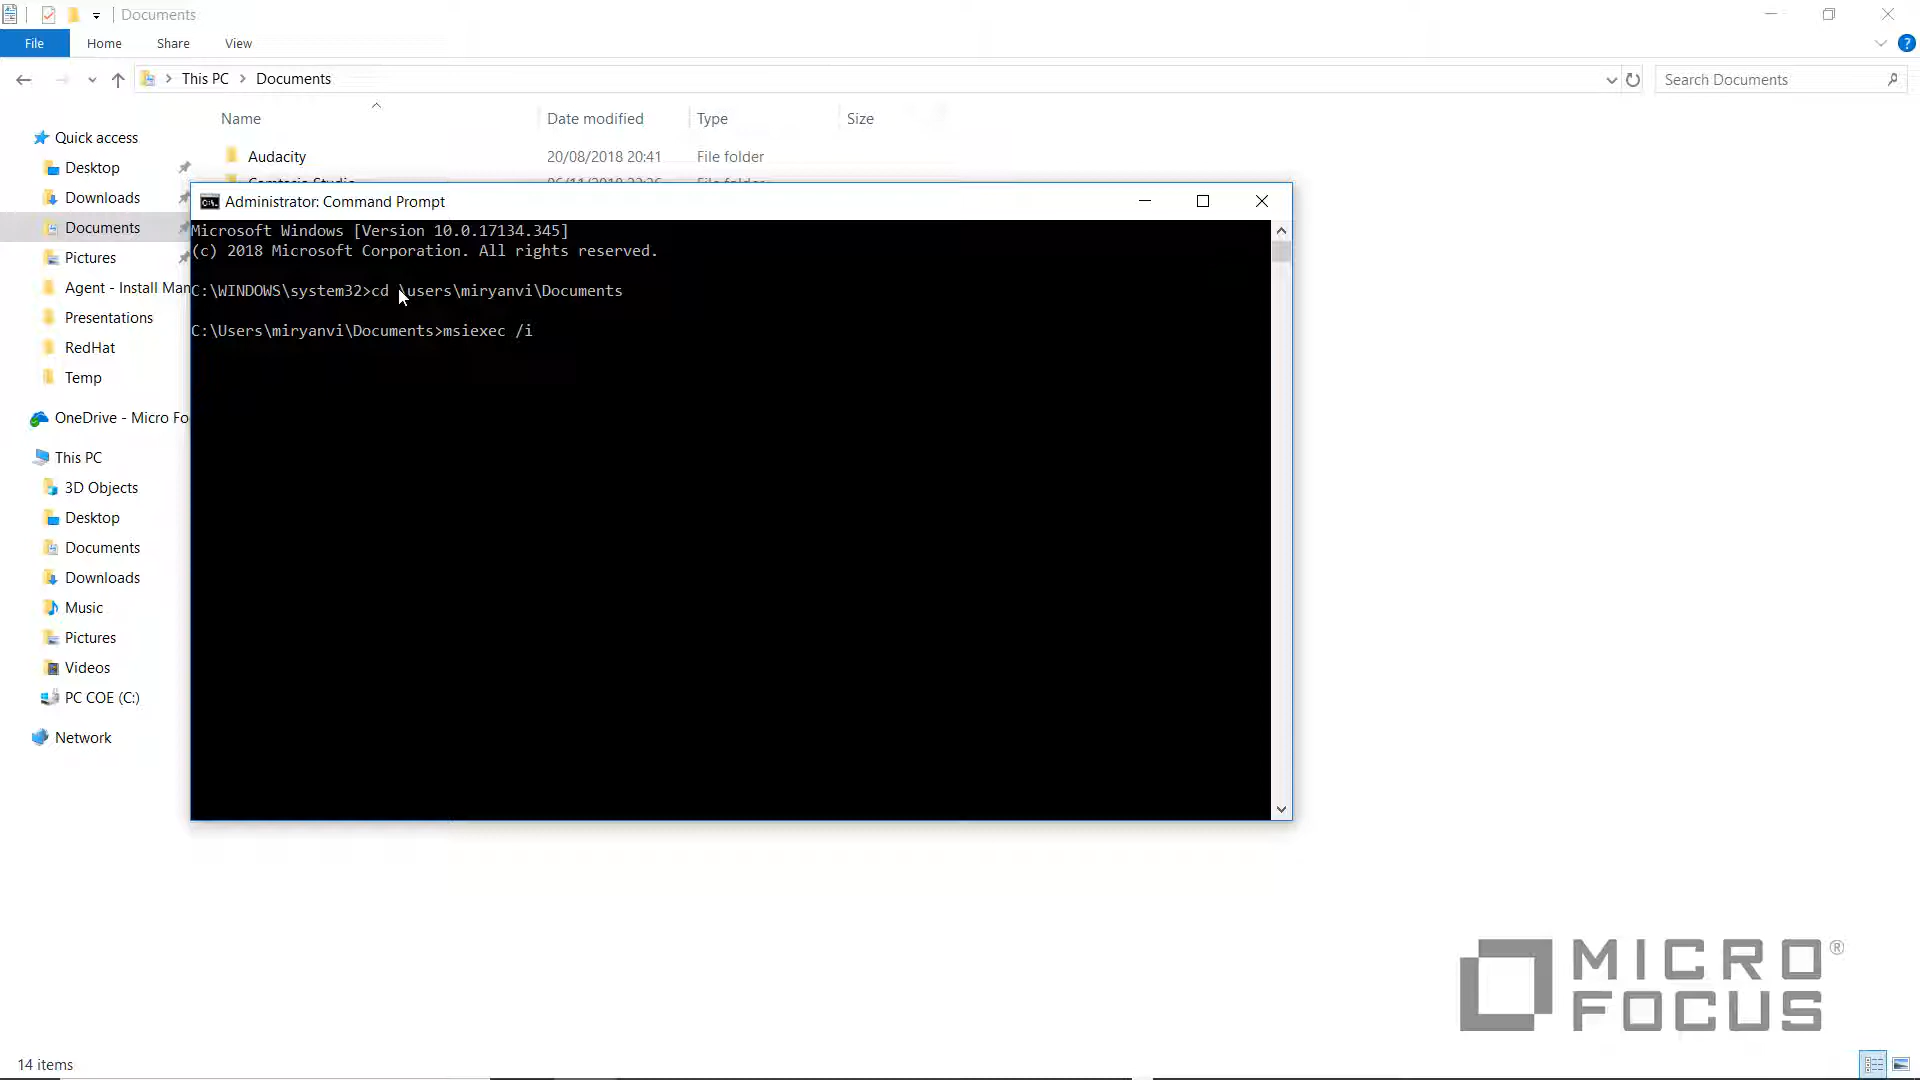 Documents
File Home Share View
This PC > Documents
Search Documents
Name Date modified Type Size
Quick access
Audacity 20/08/2018 20:41 File folder
Desktop
Downloads
Documents
Pictures
Agent - Install Man
Presentations
RedHat
Temp
OneDrive - Micro Fo
This PC
3D Objects
Desktop
Documents
Downloads
Music
Pictures
Videos
PC COE (C:)
Network
Administrator: Command Prompt
Microsoft Windows [Version 10.0.17134.345]
(c) 2018 Microsoft Corporation. All rights reserved.
C:\WINDOWS\system32>cd \users\miryanvi\Documents
C:\Users\miryanvi\Documents>msiexec /i
MICRO ®
FOCUS
14 items